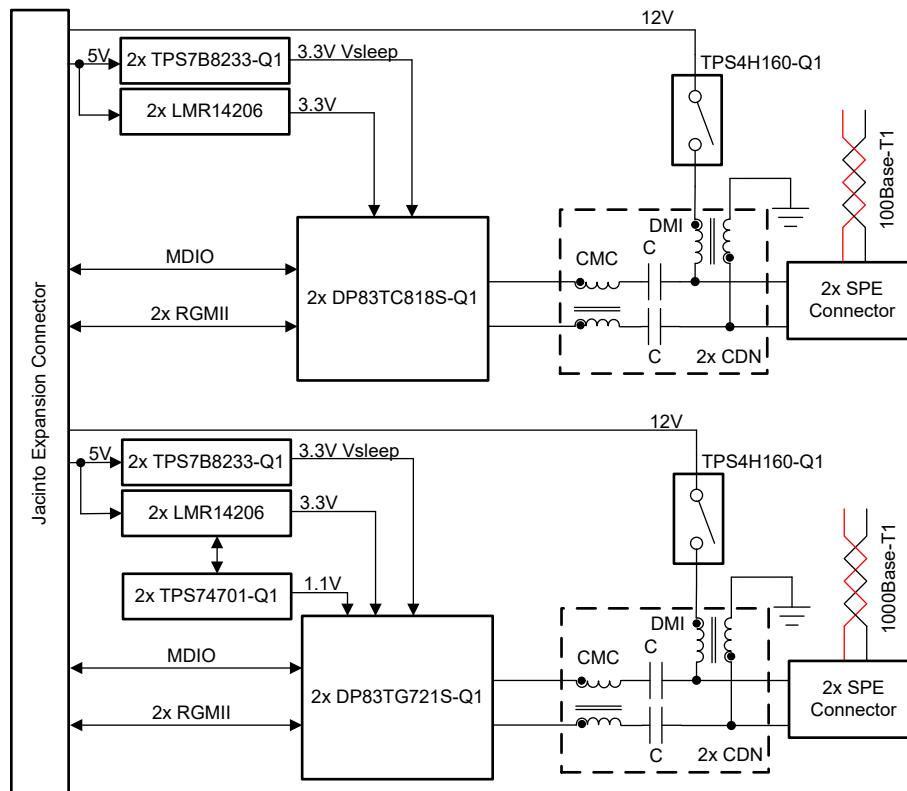 Jacinto Expansion Connector
12V
5V
2x TPS7B8233-Q1
3.3V Vsleep
TPS4H160-Q1
2x LMR14206
3.3V
100Base-T1
DMI
C
MDIO
CMC
2x DP83TC818S-Q1
2x SPE
Connector
2x RGMII
C
2x CDN
12V
5V
2x TPS7B8233-Q1
3.3V Vsleep
TPS4H160-Q1
2x LMR14206
3.3V
1000Base-T1
2x TPS74701-Q1
1.1V
DMI
C
MDIO
CMC
2x DP83TG721S-Q1
2x SPE
Connector
2x RGMII
C
2x CDN